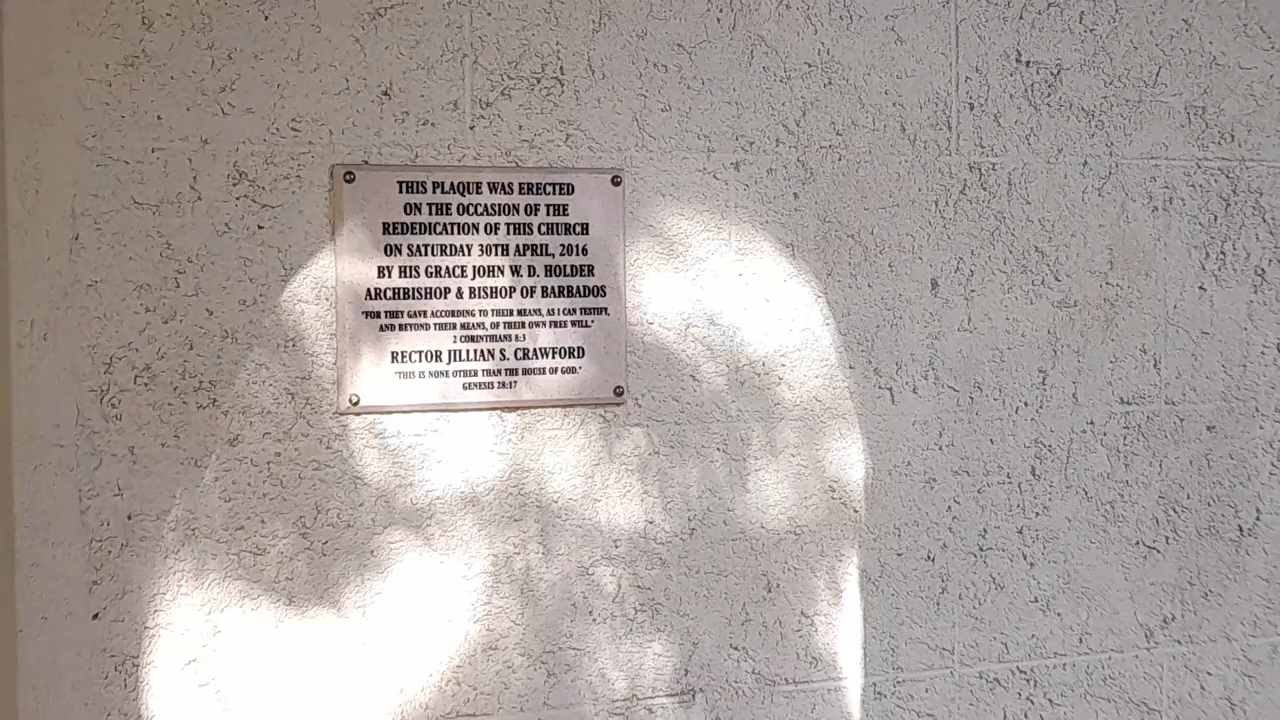 THIS PLAQUE WAS ERECTED
ON THE OCCASION OF THE
REDEDICATION OF THIS CHURCH
ON SATURDAY 30TH APRIL, 2016
BY HIS GRACE JOHN W. D. HOLDER
ARCHBISHOP & BISHOP OF BARBADOS
"FOR THEY GAVE ACCORDING TO THEIR MEANS, AS I CAN TESTIFY,
AND BEYOND THEIR MEANS, OF THEIR OWN FREE WILL."
2 CORINTHIANS 8:3
RECTOR JILLIAN S. CRAWFORD
"THIS IS NONE OTHER THAN THE HOUSE OF GOD."
GENESIS 28:17